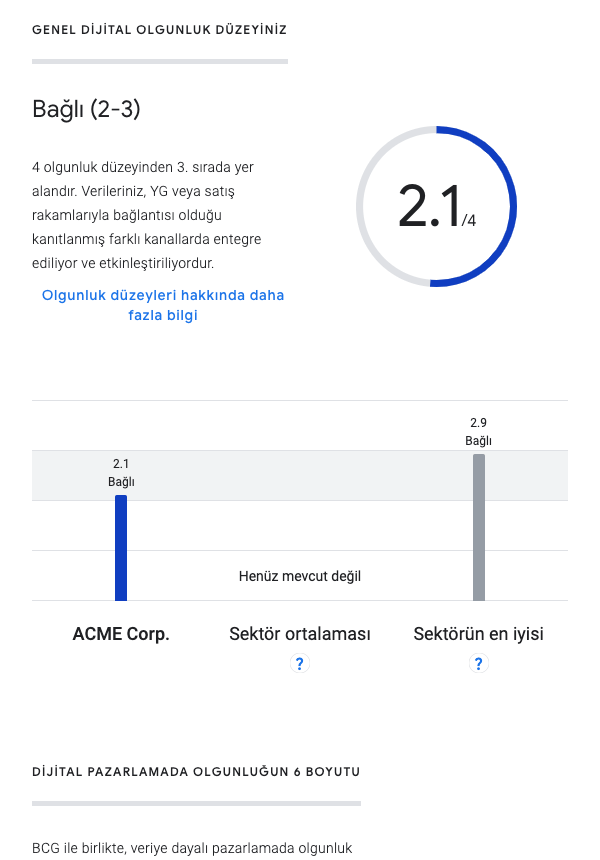 GENEL DİJİTAL OLGUNLUK DÜZEYİNİZ
Bağlı (2-3)
4 olgunluk düzeyinden 3. sırada yer
alandır. Verileriniz, YG veya satış
rakamlarıyla bağlantısı olduğu
kanıtlanmış farklı kanallarda entegre
ediliyor ve etkinleştiriliyordur.
Olgunluk düzeyleri hakkında daha
fazla bilgi
2.1/4
2.9
Bağlı
2.1
Bağlı
Henüz mevcut değil
ACME Corp.
Sektör ortalaması
?
Sektörün en iyisi
?
DİJİTAL PAZARLAMADA OLGUNLUĞUN 6 BOYUTU
BCG ile birlikte, veriye dayalı pazarlamada olgunluk